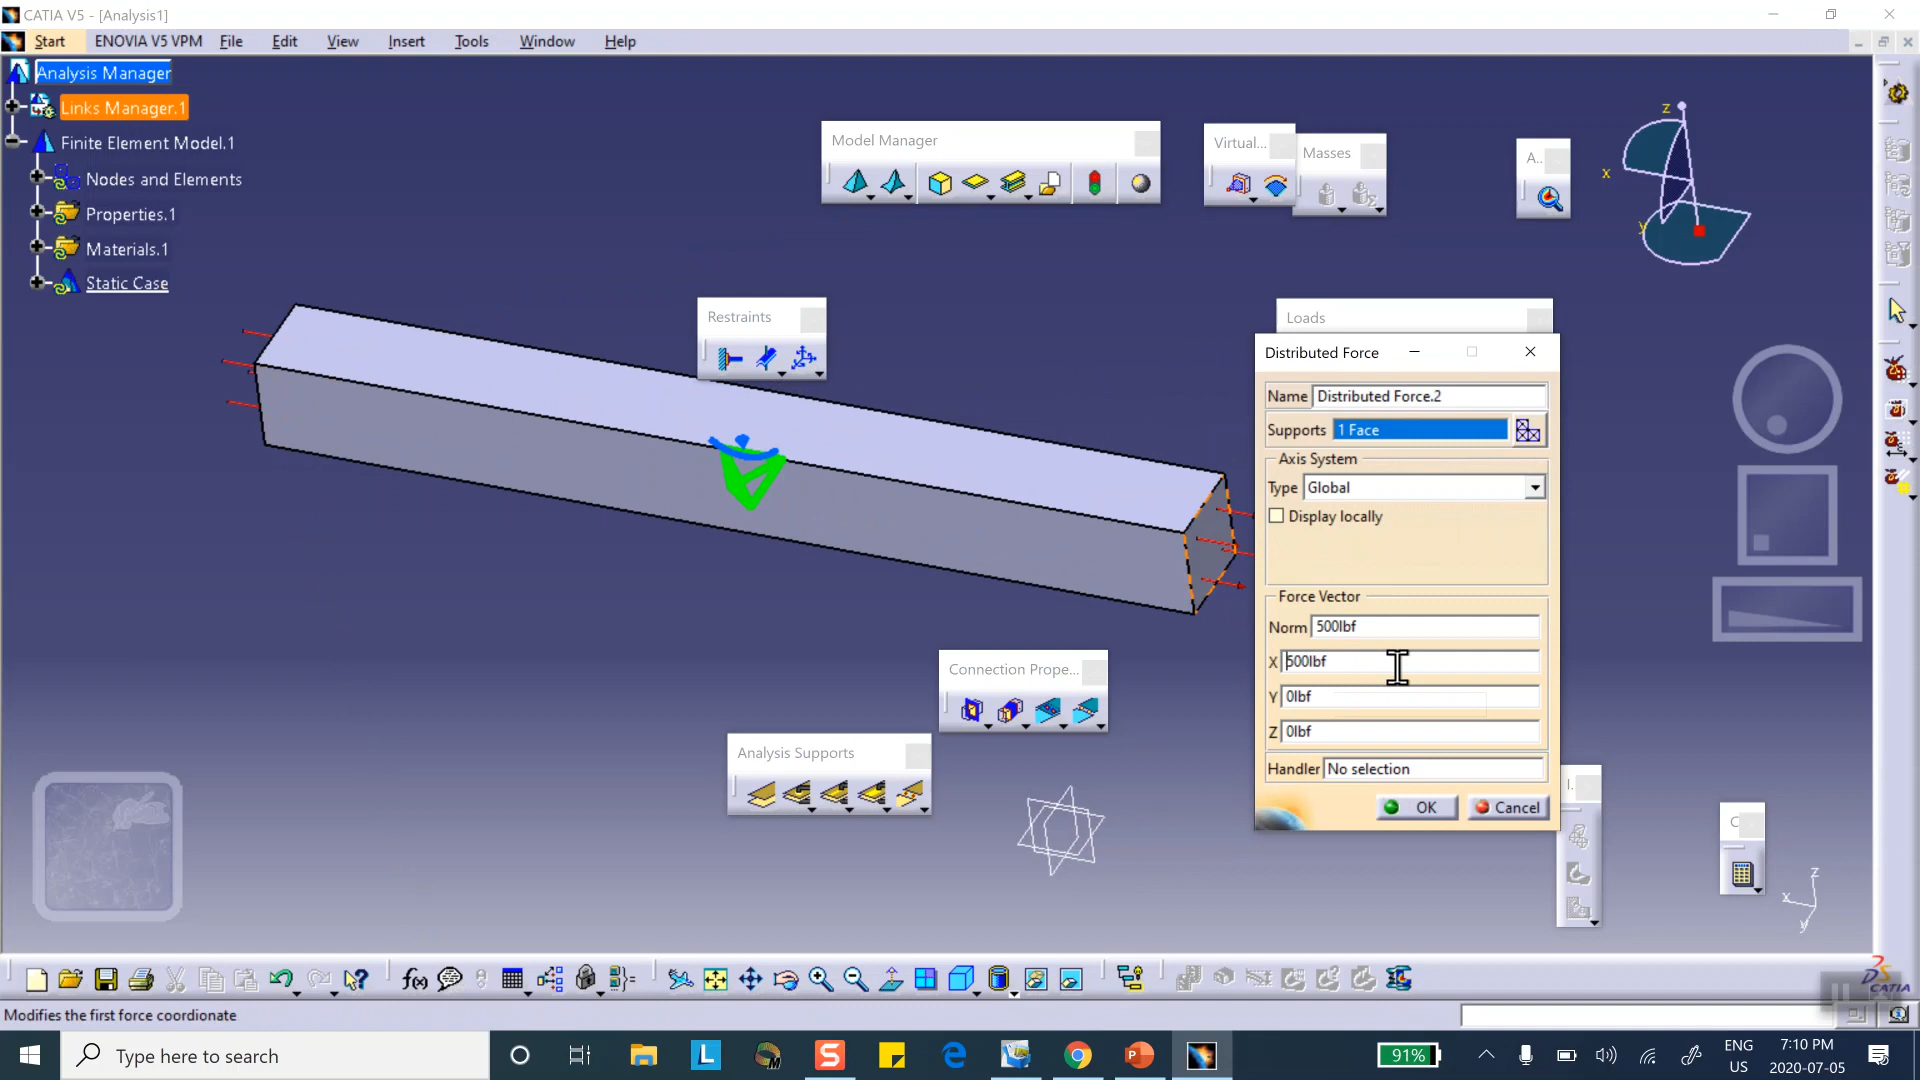 CATIA V5 - [Analysis1]
Start ENOVIA V5 VPM File Edit View Insert Tools Window Help
Analysis Manager
Links Manager.1
Finite Element Model.1
Nodes and Elements
Properties.1
Materials.1
Static Case
Model Manager
Virtual...
Masses
A..
z
x
y
Restraints
Loads
Distributed Force
Name Distributed Force.2
Supports 1 Face
Axis System
Type Global
Display locally
Force Vector
Norm 500lbf
X 500lbf
Y 0lbf
Z 0lbf
Handler No selection
OK Cancel
Connection Prope...
Analysis Supports
I.
C
z
x
y
f(x)
CATIA
Modifies the first force coordinate
Type here to search
L
S
91%
ENG
US
7:10 PM
2020-07-05